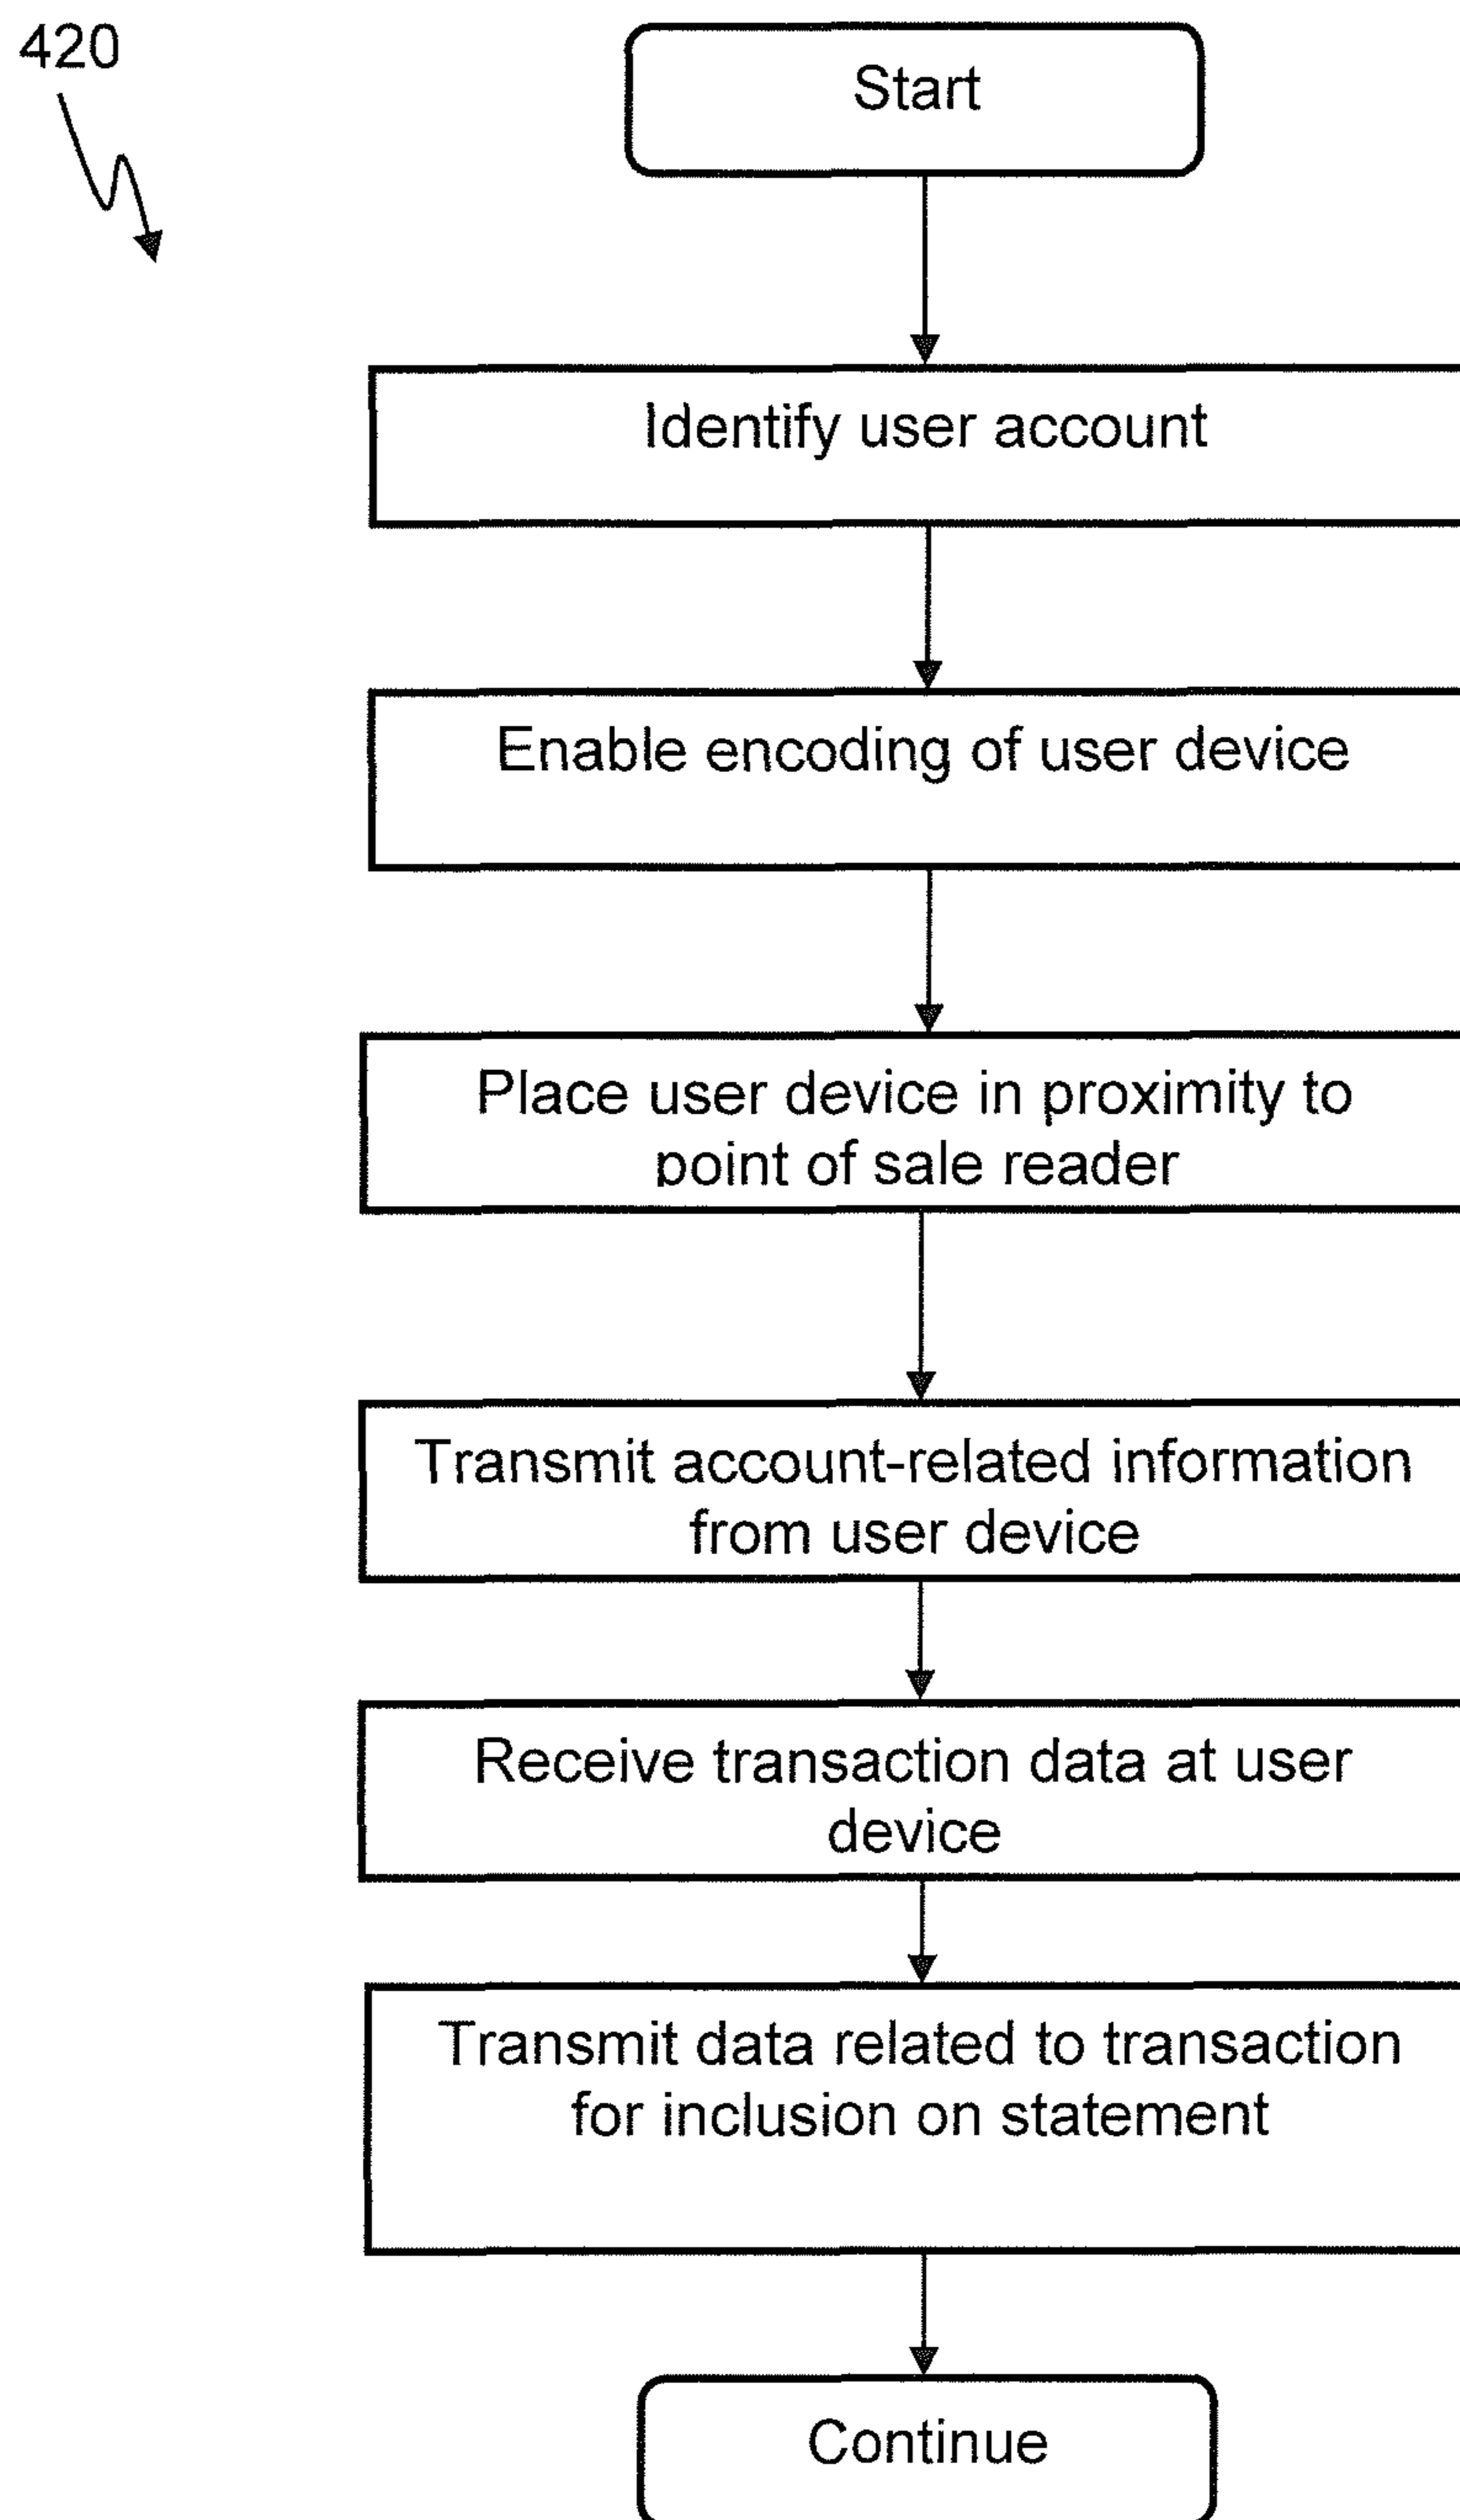 420
Start
Identify user account
Enable encoding of user device
Place user device in proximity to
point of sale reader
Transmit account-related information
from user device
Receive transaction data at user
device
Transmit data related to transaction
for inclusion on statement
Continue